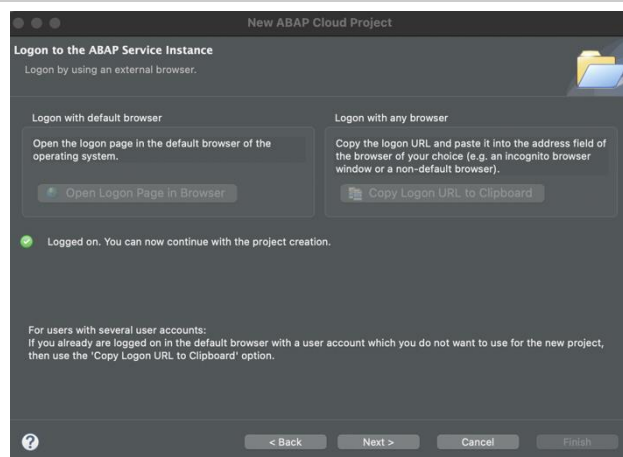 New ABAP Cloud Project
Logon to the ABAP Service Instance
Logon by using an external browser.
Logon with default browser
Open the logon page in the default browser of the
operating system.
Open Logon Page in Browser
Logon with any browser
Copy the logon URL and paste it into the address field of
the browser of your choice (e.g. an incognito browser
window or a non-default browser).
Copy Logon URL to Clipboard
Logged on. You can now continue with the project creation.
For users with several user accounts:
If you already are logged on in the default browser with a user account which you do not want to use for the new project,
then use the 'Copy Logon URL to Clipboard' option.
?
< Back
Next >
Cancel
Finish